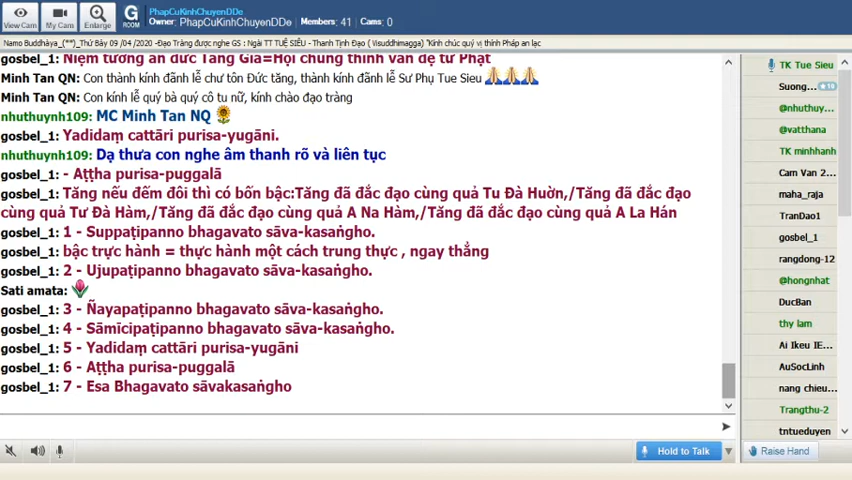 View Cam
My Cam
Enlarge
G
ROOM
PhapCuKinhChuyenDDe
Owner: PhapCuKinhChuyenDDe Members: 41 Cams: 0
Namo Buddhàya_(**)_Thứ Bảy 09 /04 /2020 -Đạo Tràng được nghe GS : Ngài TT TUỆ SIÊU - Thanh Tịnh Đạo ( Visuddhimagga) "Kính chúc quý vị thính Pháp an lạc
gosbel_1: Niệm tưởng ân đức Tăng Già=Hội chúng thinh văn đệ tử Phật
Minh Tan QN: Con thành kính đãnh lễ chư tôn Đức tăng, thành kính đãnh lễ Sư Phụ Tue Sieu
Minh Tan QN: Con kính lễ quý bà quý cô tu nữ, kính chào đạo tràng
nhuthuynh109: MC Minh Tan NQ
gosbel_1: Yadidaṃ cattāri purisa-yugāni.
nhuthuynh109: Dạ thưa con nghe âm thanh rõ và liên tục
gosbel_1: - Aṭṭha purisa-puggalā
gosbel_1: Tăng nếu đếm đôi thì có bốn bậc:Tăng đã đắc đạo cùng quả Tu Đà Huờn,/Tăng đã đắc đạo
cùng quả Tư Đà Hàm,/Tăng đã đắc đạo cùng quả A Na Hàm,/Tăng đã đắc đạo cùng quả A La Hán
gosbel_1: 1 - Suppaṭipanno bhagavato sāva-kasaṅgho.
gosbel_1: bậc trực hành = thực hành một cách trung thực , ngay thẳng
gosbel_1: 2 - Ujupaṭipanno bhagavato sāva-kasaṅgho.
Sati amata:
gosbel_1: 3 - Ñayapaṭipanno bhagavato sāva-kasaṅgho.
gosbel_1: 4 - Sāmīcipaṭipanno bhagavato sāva-kasaṅgho.
gosbel_1: 5 - Yadidaṃ cattāri purisa-yugāni
gosbel_1: 6 - Aṭṭha purisa-puggalā
gosbel_1: 7 - Esa Bhagavato sāvakasaṅgho
TK Tue Sieu
Suong... 10
@nhuthuy...
@vatthana
TK minhhanh
Cam Van 2...
maha_raja
TranDao1
gosbel_1
rangdong-12
@hongnhat
DucBan
thy lam
Ai Ikeu IE...
AuSocLinh
nang chieu...
Trangthu-2
tntueduyen
Hold to Talk
Raise Hand